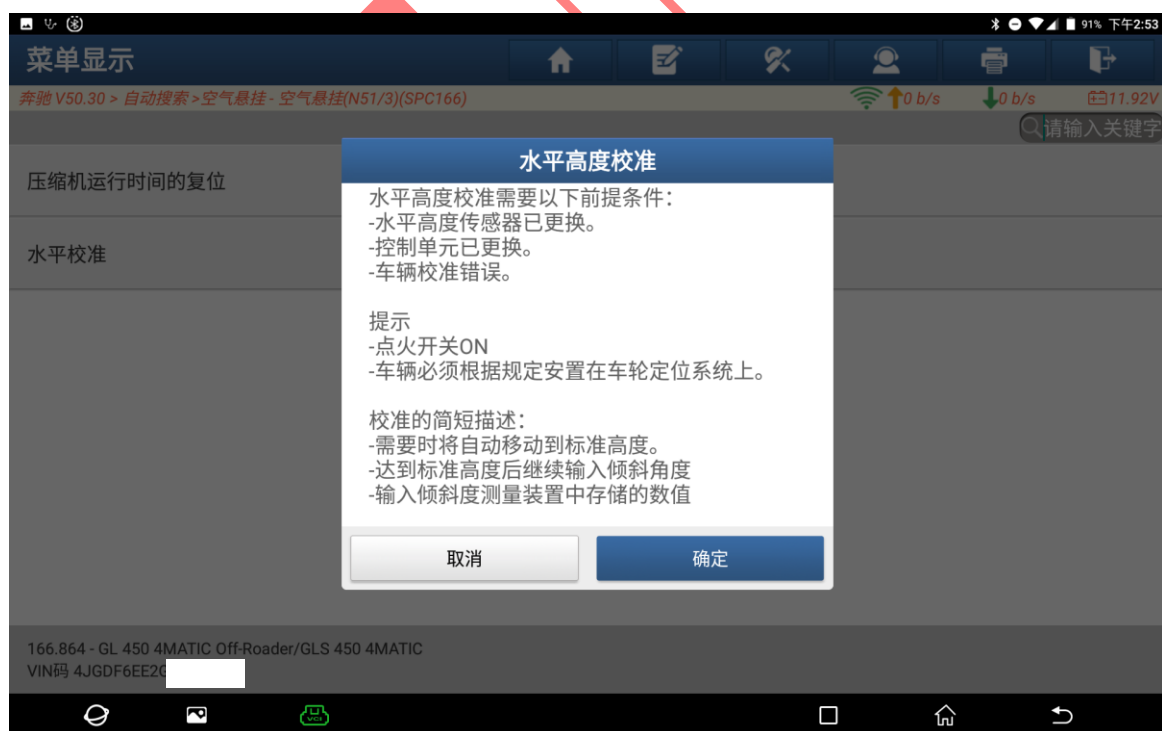 91% 下午2:53
菜单显示
奔驰 V50.30 > 自动搜索 >空气悬挂 - 空气悬挂(N51/3)(SPC166)
0 b/s
0 b/s
11.92V
请输入关键字
压缩机运行时间的复位
水平校准
水平高度校准
水平高度校准需要以下前提条件：
-水平高度传感器已更换。
-控制单元已更换。
-车辆校准错误。
提示
-点火开关ON
-车辆必须根据规定安置在车轮定位系统上。
校准的简短描述：
-需要时将自动移动到标准高度。
-达到标准高度后继续输入倾斜角度
-输入倾斜度测量装置中存储的数值
取消
确定
166.864 - GL 450 4MATIC Off-Roader/GLS 450 4MATIC
VIN码 4JGDF6EE2G
VCI